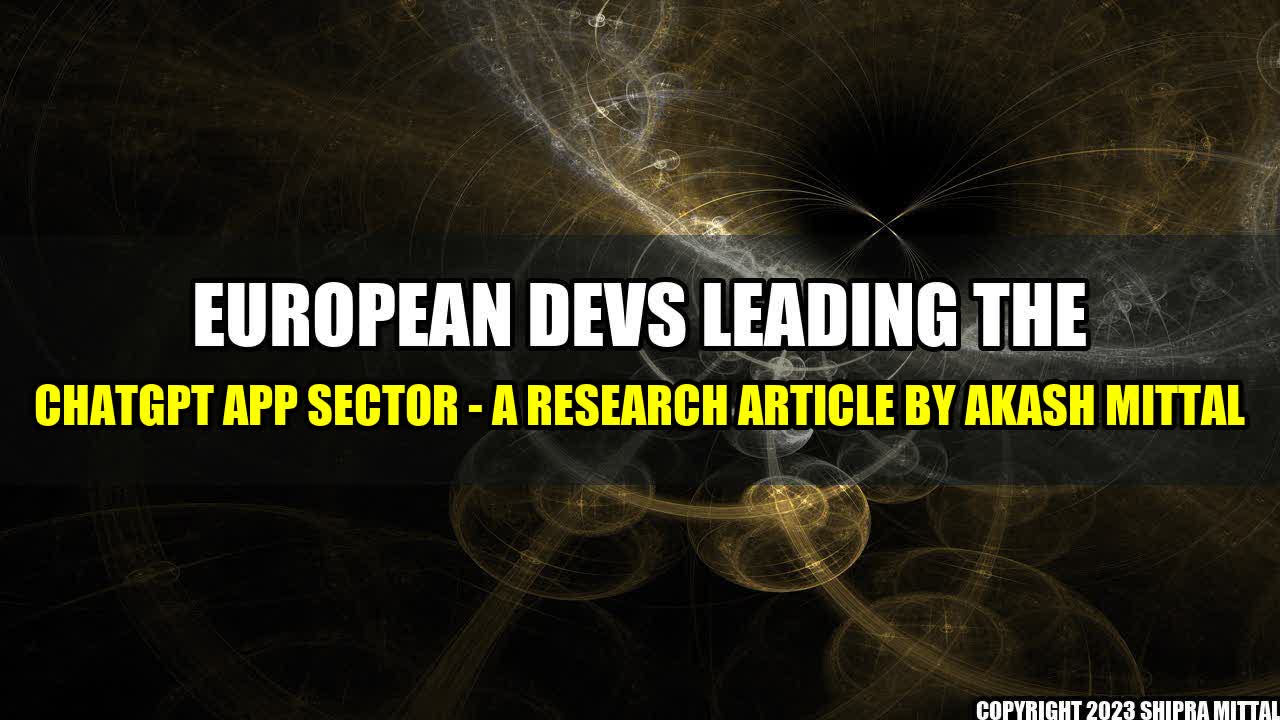 EUROPEAN DEVS LEADING THE
CHATGPT APP SECTOR - A RESEARCH ARTICLE BY AKASH MITTAL
COPYRIGHT 2023 SHIPRA MITTAL